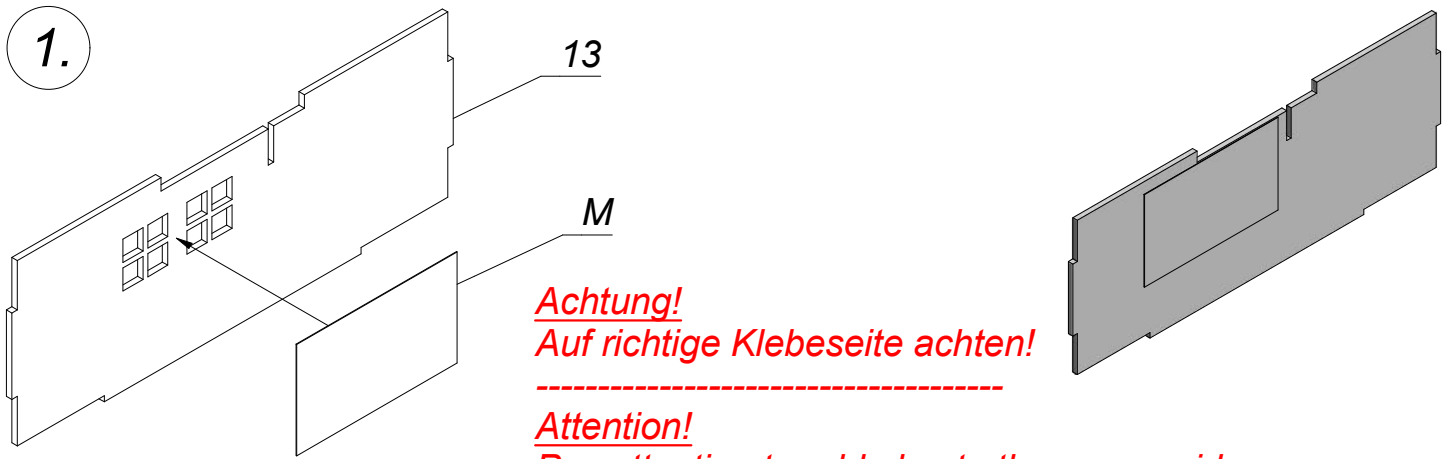 1.
13
M
Achtung!
Auf richtige Klebeseite achten!
-------------------------------------
Attention!